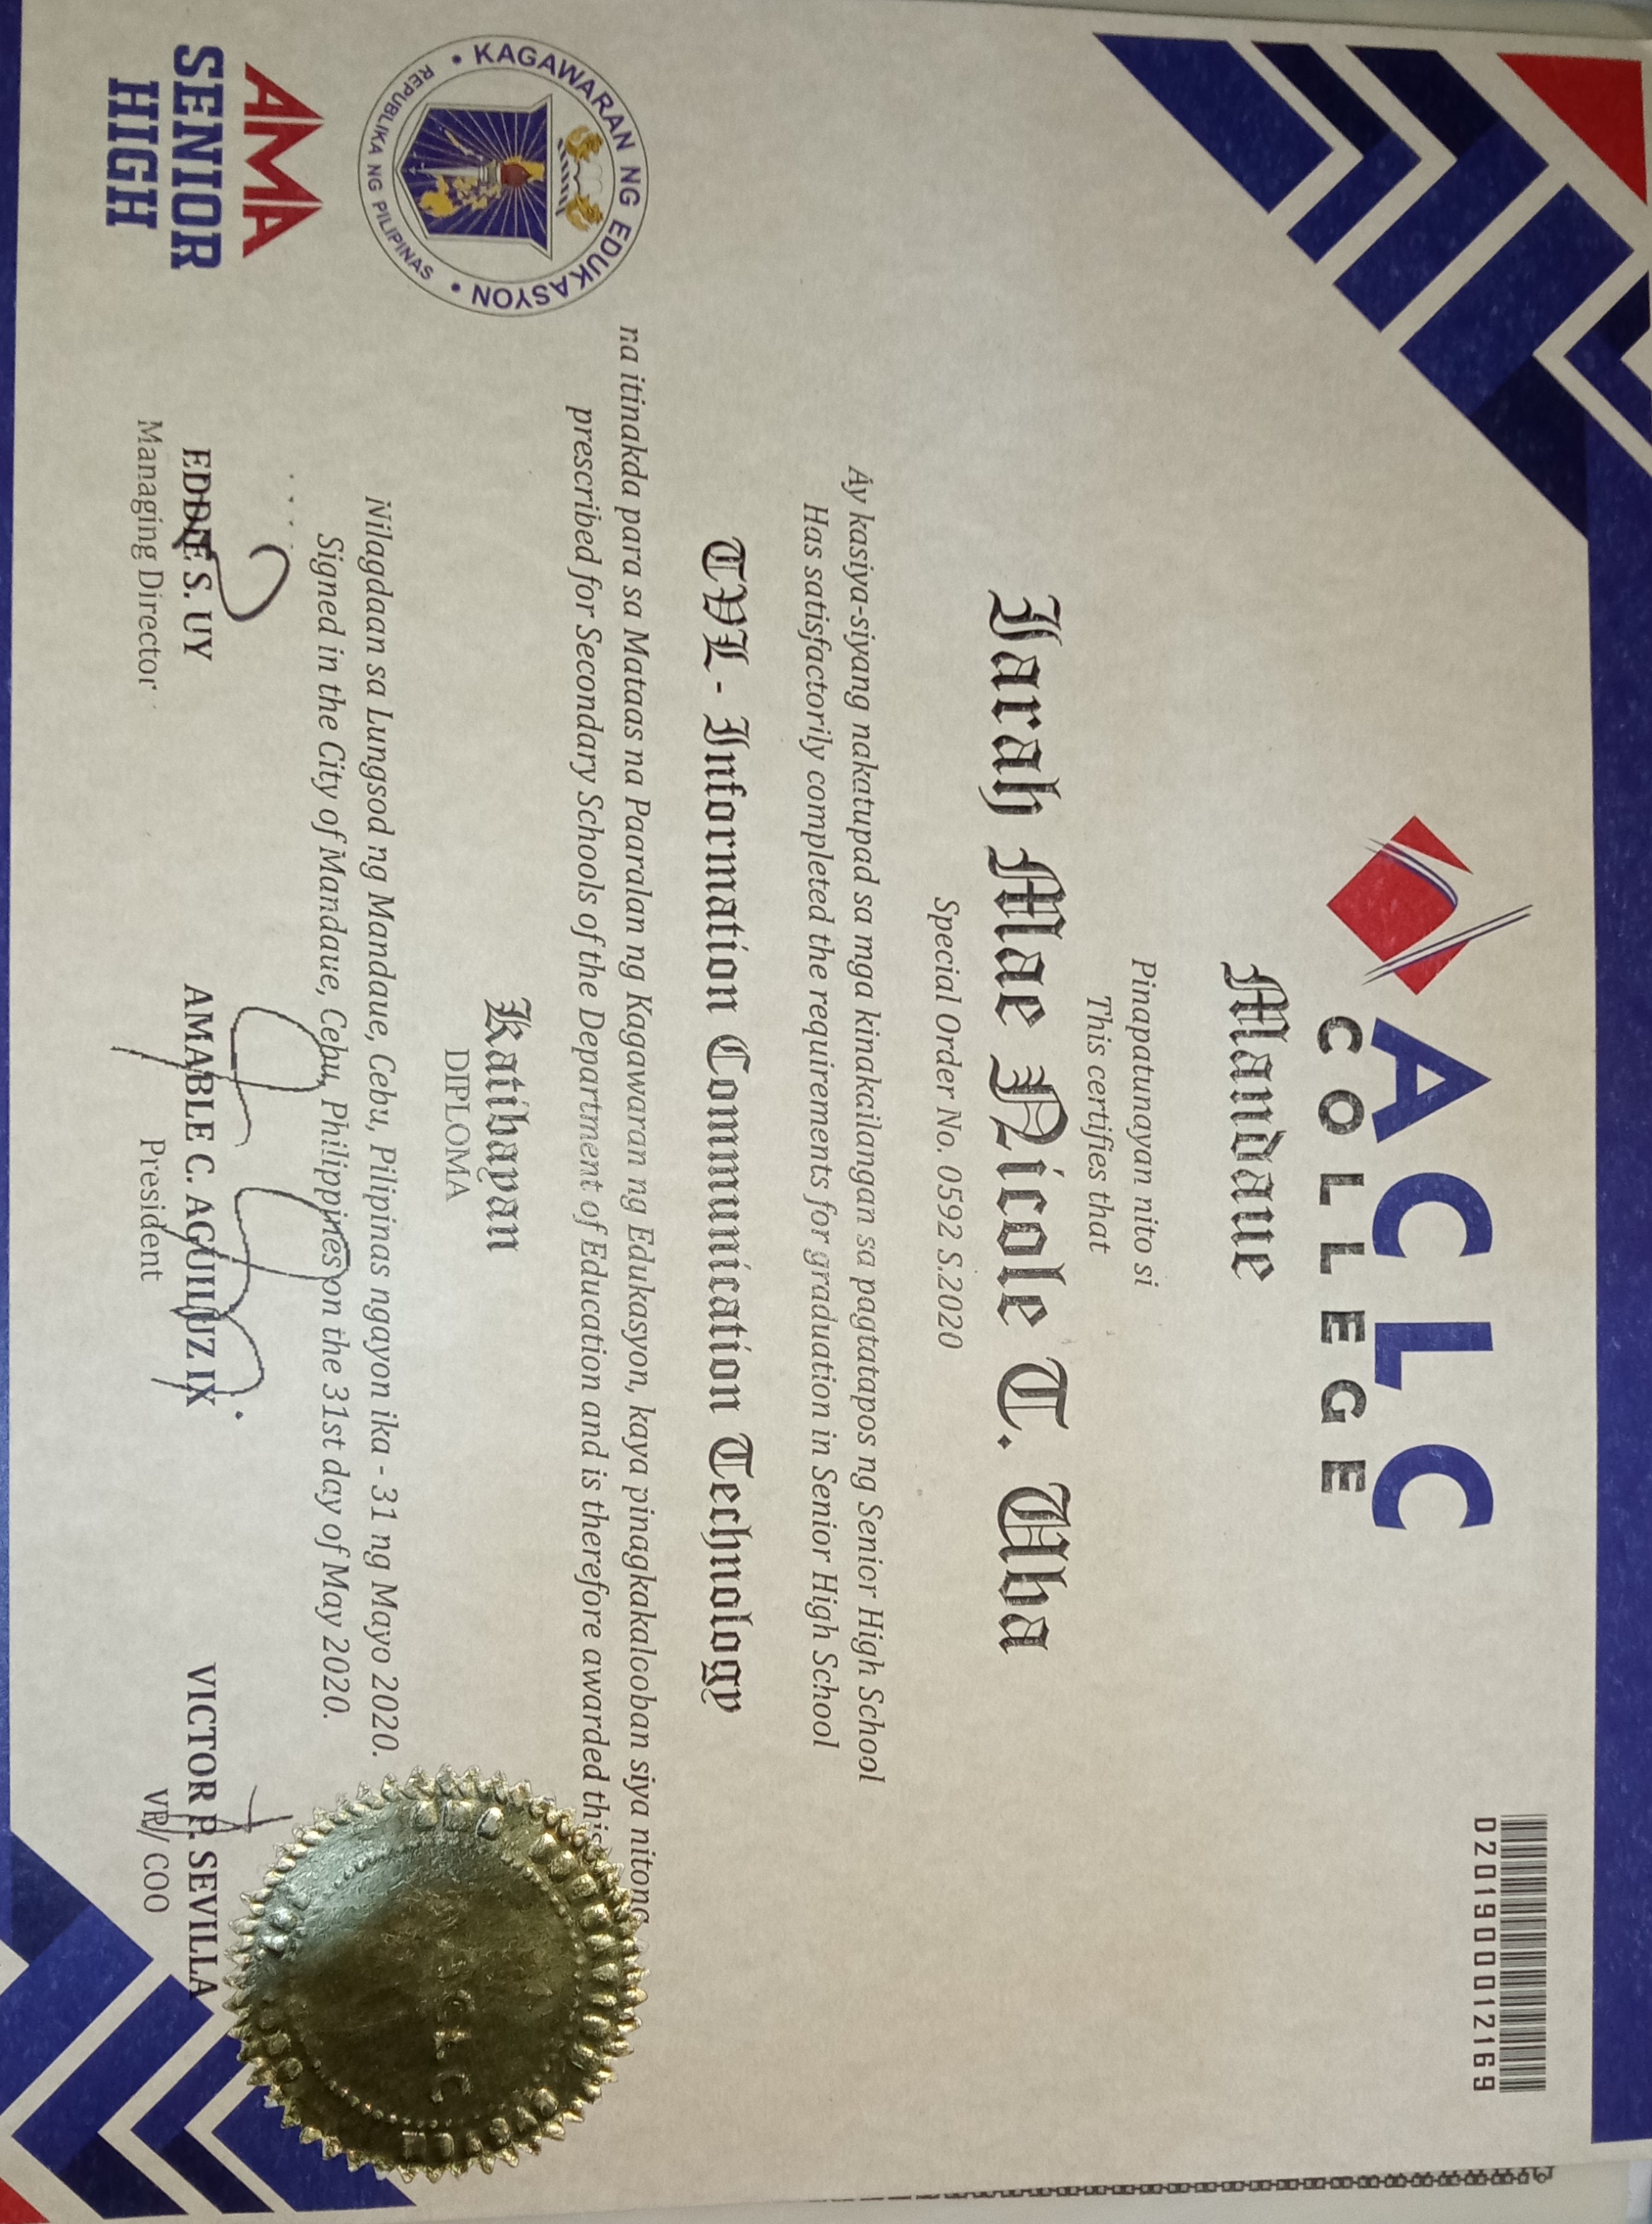 ACLC
COLLEGE
D2019000012169
Mandaue
Pinapatunayan nito si
This certifies that
Jarah Mae Nicole T. Uba
Special Order No. 0592 S.2020
Ay kasiya-siyang nakatupad sa mga kinakailangan sa pagtatapos ng Senior High School
Has satisfactorily completed the requirements for graduation in Senior High School
TVL - Information Communication Technology
na itinakda para sa Mataas na Paaralan ng Kagawaran ng Edukasyon, kaya pinagkakalooban siya nitong
prescribed for Secondary Schools of the Department of Education and is therefore awarded this
Katibayan
DIPLOMA
Nilagdaan sa Lungsod ng Mandaue, Cebu, Pilipinas ngayon ika - 31 ng Mayo 2020.
Signed in the City of Mandaue, Cebu, Philippines on the 31st day of May 2020.
KAGAWARAN NG EDUKASYON
REPUBLIKA NG PILIPINAS
AMA
SENIOR
HIGH
EDDIE S. UY
Managing Director
AMABLE C. AGUILUZ IX
President
VICTOR P. SEVILLA
VP/ COO
ACLC